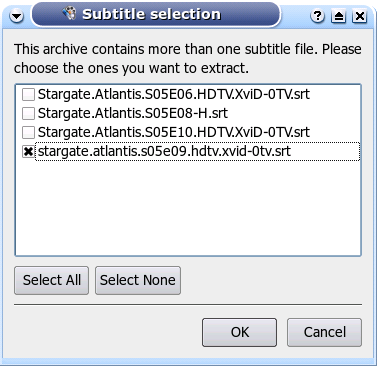 Subtitle selection
This archive contains more than one subtitle file. Please
choose the ones you want to extract.
Stargate.Atlantis.S05E06.HDTV.XviD-0TV.srt
Stargate.Atlantis.S05E08-H.srt
Stargate.Atlantis.S05E10.HDTV.XviD-0TV.srt
stargate.atlantis.s05e09.hdtv.xvid-0tv.srt
Select All
Select None
OK
Cancel